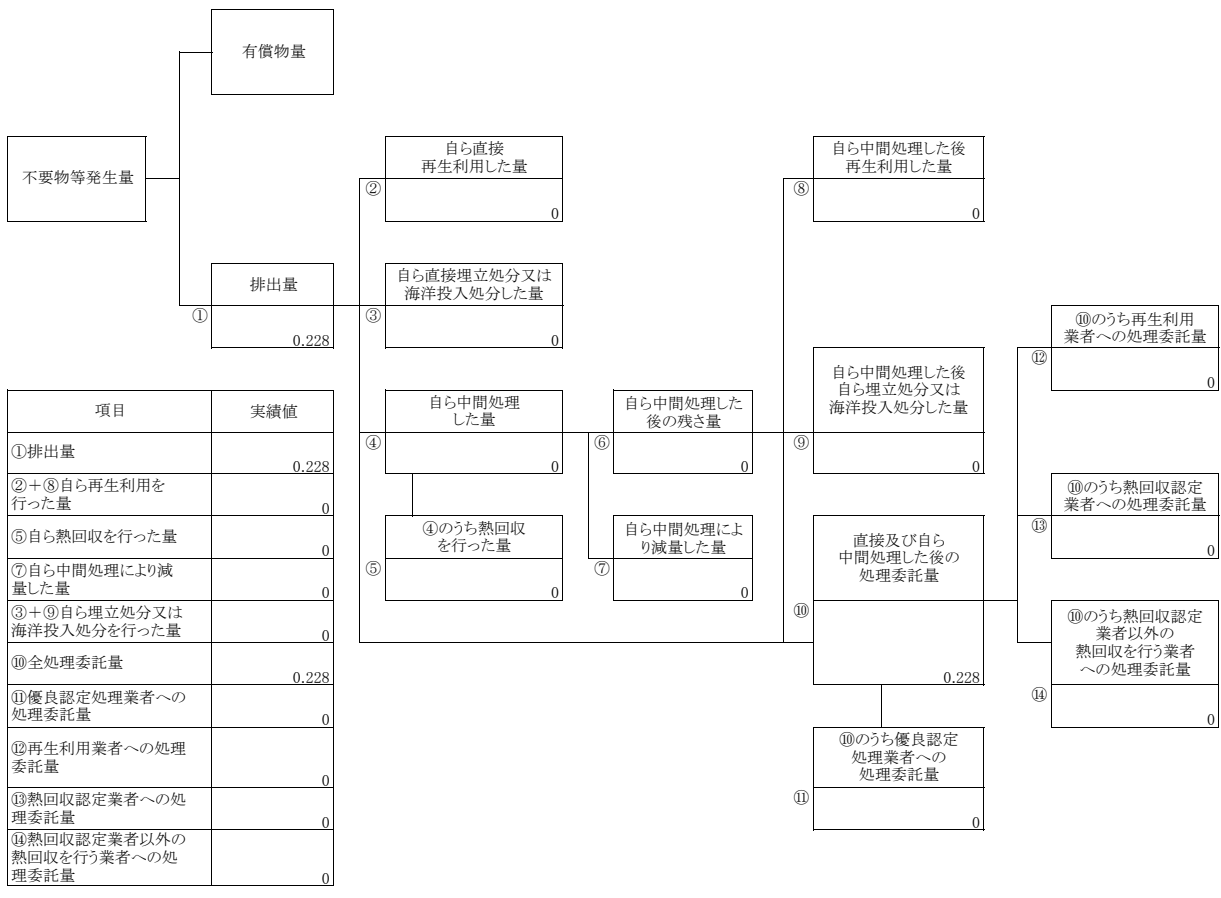 有償物量
不要物等発生量
排出量
①
0.228
自ら直接
再生利用した量
②
0
自ら直接埋立処分又は
海洋投入処分した量
③
0
自ら中間処理
した量
④
0
④のうち熱回収
を行った量
⑤
0
自ら中間処理した
後の残さ量
⑥
0
自ら中間処理によ
り減量した量
⑦
0
自ら中間処理した後
再生利用した量
⑧
0
自ら中間処理した後
自ら埋立処分又は
海洋投入処分した量
⑨
0
直接及び自ら
中間処理した後の
処理委託量
⑩
0.228
⑩のうち優良認定
処理業者への
処理委託量
⑪
0
⑩のうち再生利用
業者への処理委託量
⑫
0
⑩のうち熱回収認定
業者への処理委託量
⑬
0
⑩のうち熱回収認定
業者以外の
熱回収を行う業者
への処理委託量
⑭
0
項目 実績値
①排出量
0.228
②＋⑧自ら再生利用を
行った量
0
⑤自ら熱回収を行った量
0
⑦自ら中間処理により減
量した量
0
③＋⑨自ら埋立処分又は
海洋投入処分を行った量
0
⑩全処理委託量
0.228
⑪優良認定処理業者への
処理委託量
0
⑫再生利用業者への処理
委託量
0
⑬熱回収認定業者への処
理委託量
0
⑭熱回収認定業者以外の
熱回収を行う業者への処
理委託量
0